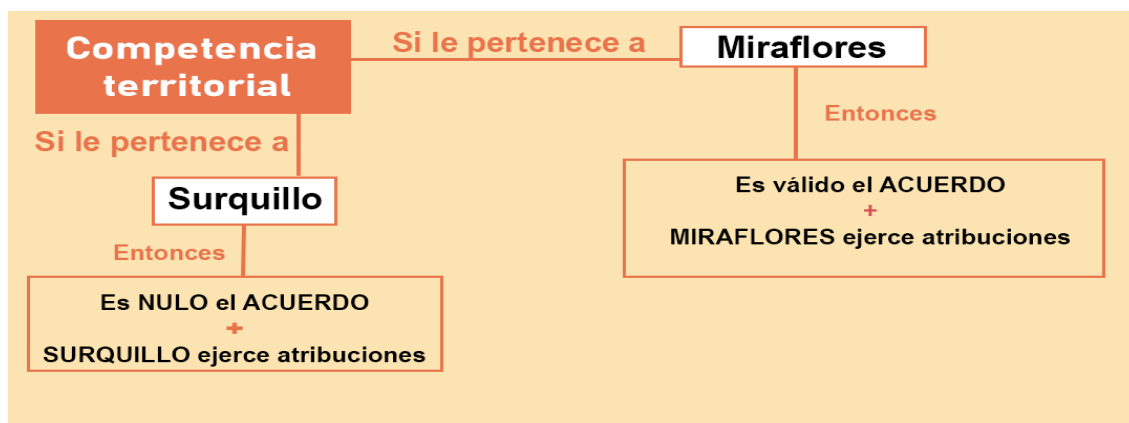 Competencia
territorial
Si le pertenece a
Miraflores
Entonces
Es válido el ACUERDO
+
MIRAFLORES ejerce atribuciones
Si le pertenece a
Surquillo
Entonces
Es NULO el ACUERDO
+
SURQUILLO ejerce atribuciones